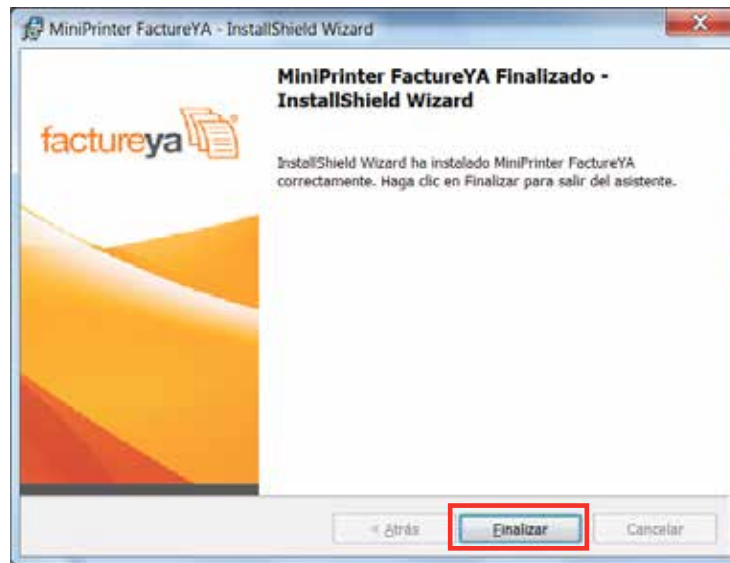 MiniPrinter FactureYA - InstallShield Wizard
MiniPrinter FactureYA Finalizado -
InstallShield Wizard
factureya
InstallShield Wizard ha instalado MiniPrinter FactureYA
correctamente. Haga clic en Finalizar para salir del asistente.
< Atrás
Finalizar
Cancelar